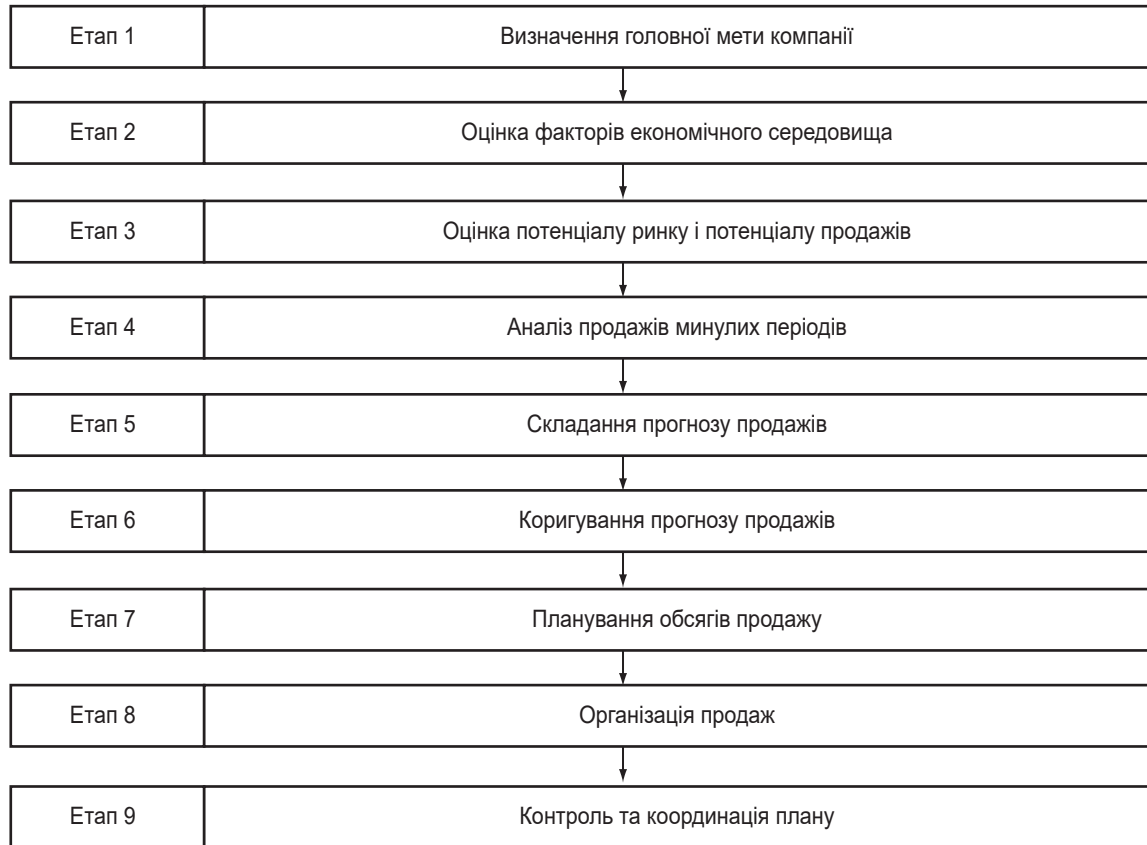 Етап 1 Визначення головної мети компанії
Етап 2 Оцінка факторів економічного середовища
Етап 3 Оцінка потенціалу ринку і потенціалу продажів
Етап 4 Аналіз продажів минулих періодів
Етап 5 Складання прогнозу продажів
Етап 6 Коригування прогнозу продажів
Етап 7 Планування обсягів продажу
Етап 8 Організація продаж
Етап 9 Контроль та координація плану